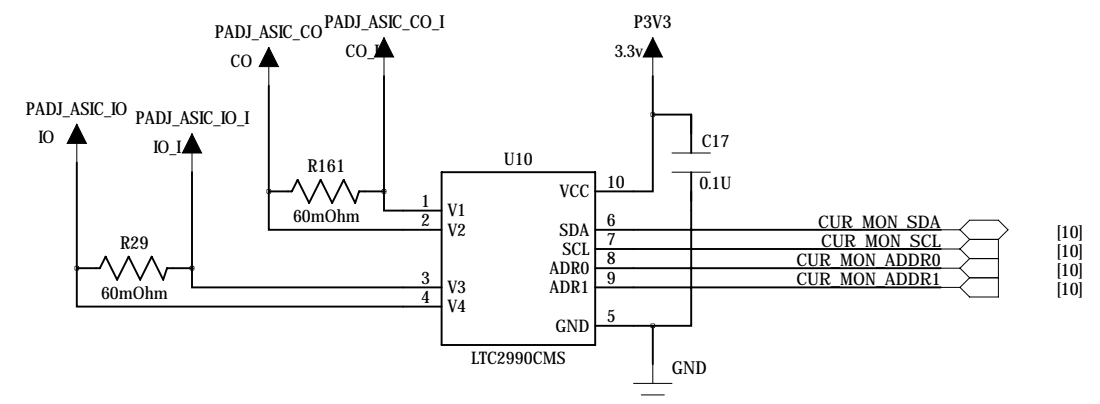 PADJ_ASIC_CO
PADJ_ASIC_CO_I
P3V3
CO
CO_I
3.3v
PADJ_ASIC_IO
PADJ_ASIC_IO_I
IO
IO_I
C17
0.1U
R161
60mOhm
U10
1
V1
2
V2
VCC
10
SDA
6
CUR_MON_SDA
[10]
SCL
7
CUR_MON_SCL
[10]
ADR0
8
CUR_MON_ADDR0
[10]
ADR1
9
CUR_MON_ADDR1
[10]
R29
60mOhm
3
V3
4
V4
GND
5
LTC2990CMS
GND